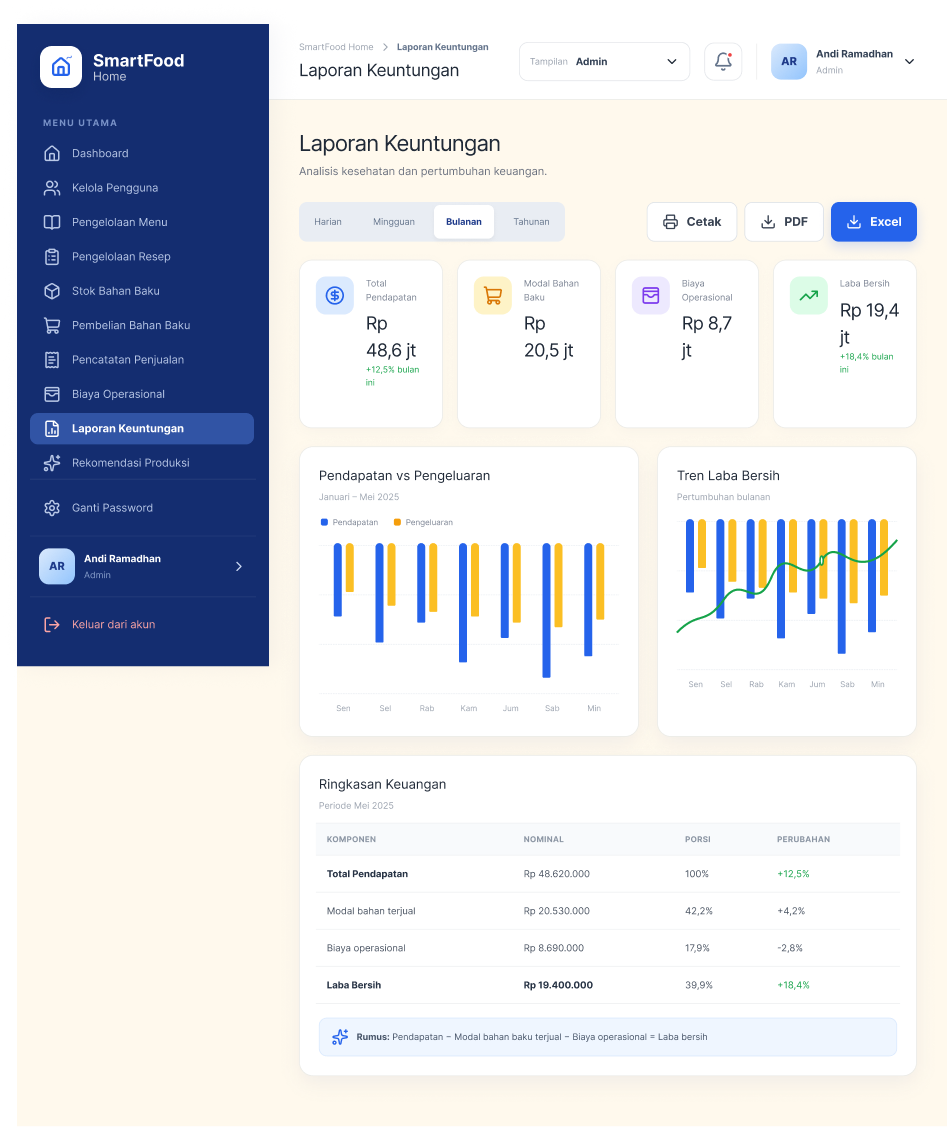 SmartFood
Home
MENU UTAMA
Dashboard
Kelola Pengguna
Pengelolaan Menu
Pengelolaan Resep
Stok Bahan Baku
Pembelian Bahan Baku
Pencatatan Penjualan
Biaya Operasional
Laporan Keuntungan
Rekomendasi Produksi
Ganti Password
AR
Andi Ramadhan
Admin
Keluar dari akun
SmartFood Home > Laporan Keuntungan
Laporan Keuntungan
Tampilan Admin
AR
Andi Ramadhan
Admin
Laporan Keuntungan
Analisis kesehatan dan pertumbuhan keuangan.
Harian Mingguan Bulanan Tahunan
Cetak PDF Excel
Total
Pendapatan
Rp
48,6 jt
+12,5% bulan
ini
Modal Bahan
Baku
Rp
20,5 jt
Biaya
Operasional
Rp 8,7
jt
Laba Bersih
Rp 19,4
jt
+18,4% bulan
ini
Pendapatan vs Pengeluaran
Januari – Mei 2025
Pendapatan Pengeluaran
Sen Sel Rab Kam Jum Sab Min
Tren Laba Bersih
Pertumbuhan bulanan
Sen Sel Rab Kam Jum Sab Min
Ringkasan Keuangan
Periode Mei 2025
KOMPONEN NOMINAL PORSI PERUBAHAN
Total Pendapatan Rp 48.620.000 100% +12,5%
Modal bahan terjual Rp 20.530.000 42,2% +4,2%
Biaya operasional Rp 8.690.000 17,9% -2,8%
Laba Bersih Rp 19.400.000 39,9% +18,4%
Rumus: Pendapatan − Modal bahan baku terjual − Biaya operasional = Laba bersih